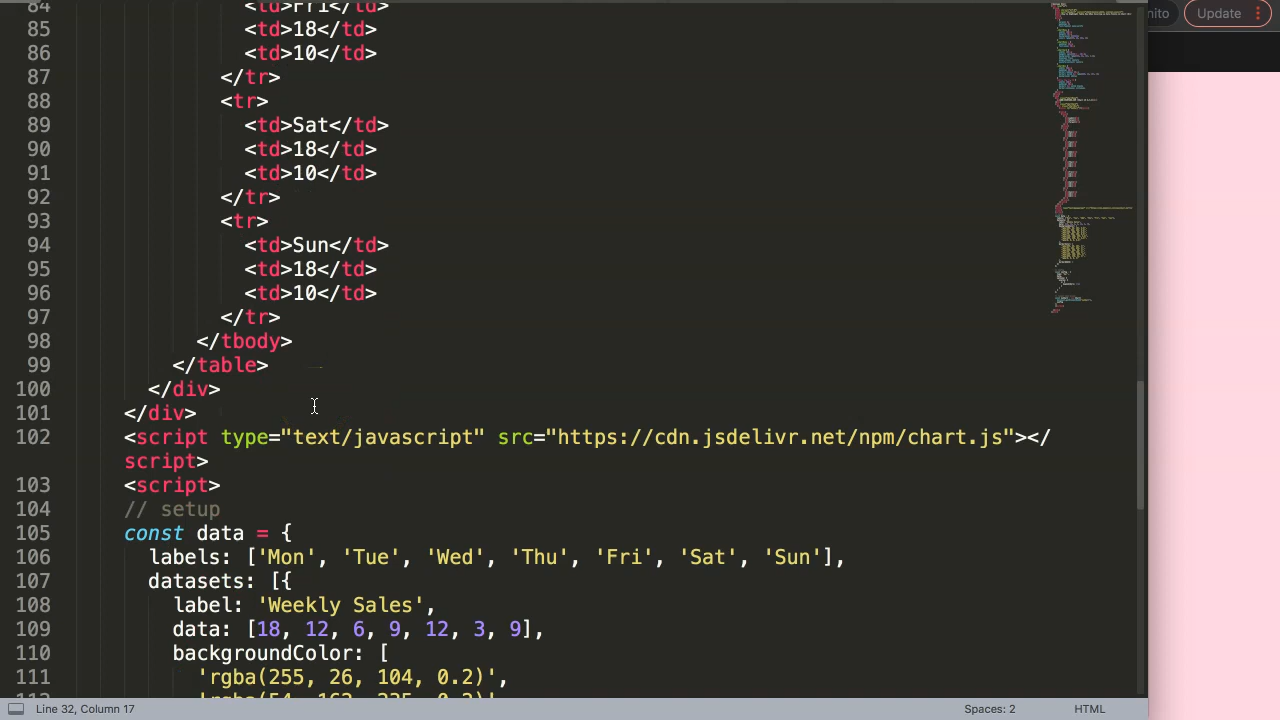 84 <td>Fri</td>
85 <td>18</td>
86 <td>10</td>
87 </tr>
88 <tr>
89 <td>Sat</td>
90 <td>18</td>
91 <td>10</td>
92 </tr>
93 <tr>
94 <td>Sun</td>
95 <td>18</td>
96 <td>10</td>
97 </tr>
98 </tbody>
99 </table>
100 </div>
101 </div>
102 <script type="text/javascript" src="https://cdn.jsdelivr.net/npm/chart.js"></
script>
103 <script>
104 // setup
105 const data = {
106 labels: ['Mon', 'Tue', 'Wed', 'Thu', 'Fri', 'Sat', 'Sun'],
107 datasets: [{
108 label: 'Weekly Sales',
109 data: [18, 12, 6, 9, 12, 3, 9],
110 backgroundColor: [
111 'rgba(255, 26, 104, 0.2)',
Line 32, Column 17
Spaces: 2
HTML
Update